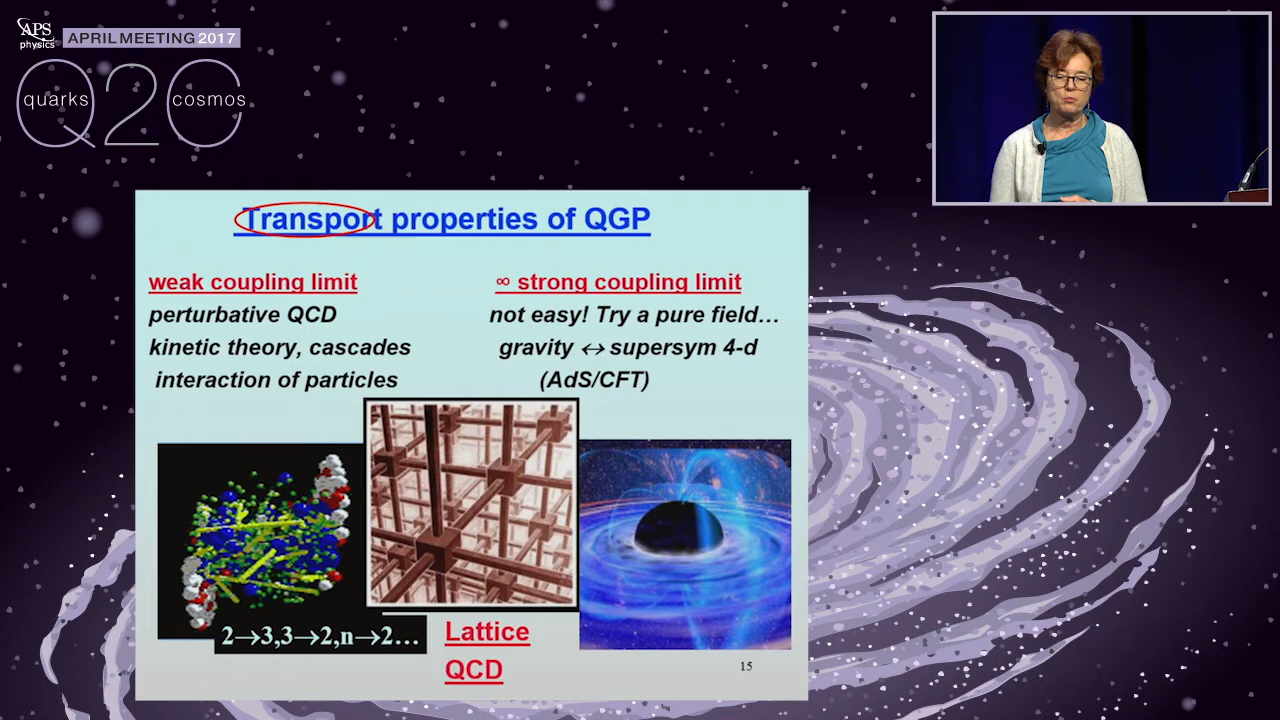 APS
physics
APRIL MEETING 2017
Q2C
quarks
cosmos
Transport properties of QGP
weak coupling limit
perturbative QCD
kinetic theory, cascades
interaction of particles
∞ strong coupling limit
not easy! Try a pure field…
gravity ↔ supersym 4-d
(AdS/CFT)
2→3,3→2,n→2…
Lattice
QCD
15